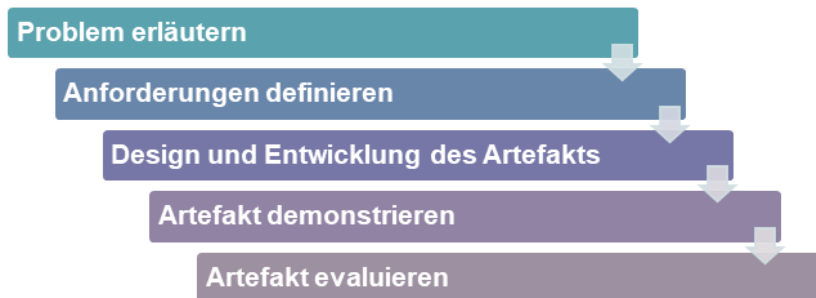 Problem erläutern
Anforderungen definieren
Design und Entwicklung des Artefakts
Artefakt demonstrieren
Artefakt evaluieren